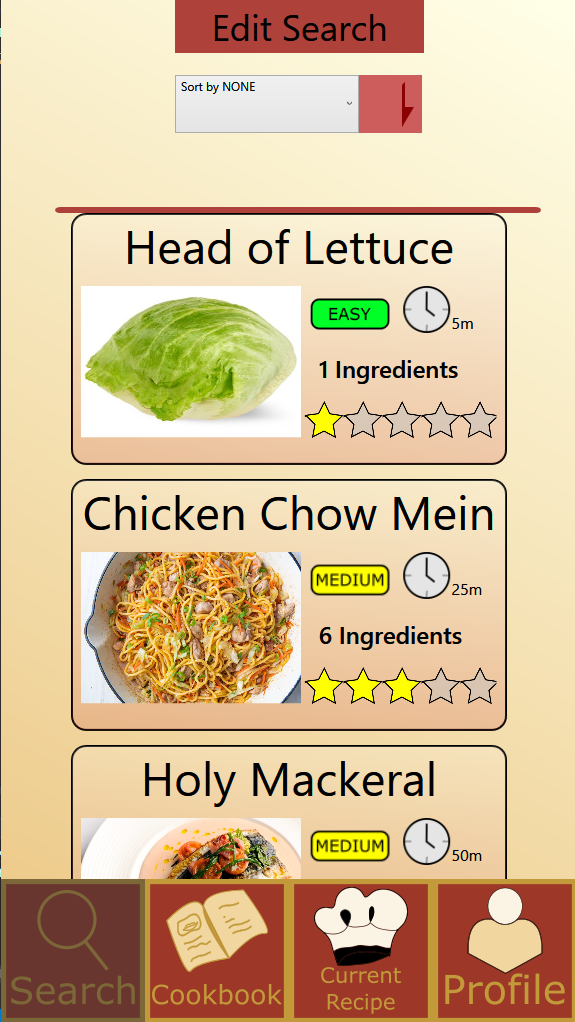 Edit Search
Sort by NONE
Head of Lettuce
EASY
5m
1 Ingredients
Chicken Chow Mein
MEDIUM
25m
6 Ingredients
Holy Mackeral
MEDIUM
50m
Search
Cookbook
Current
Recipe
Profile